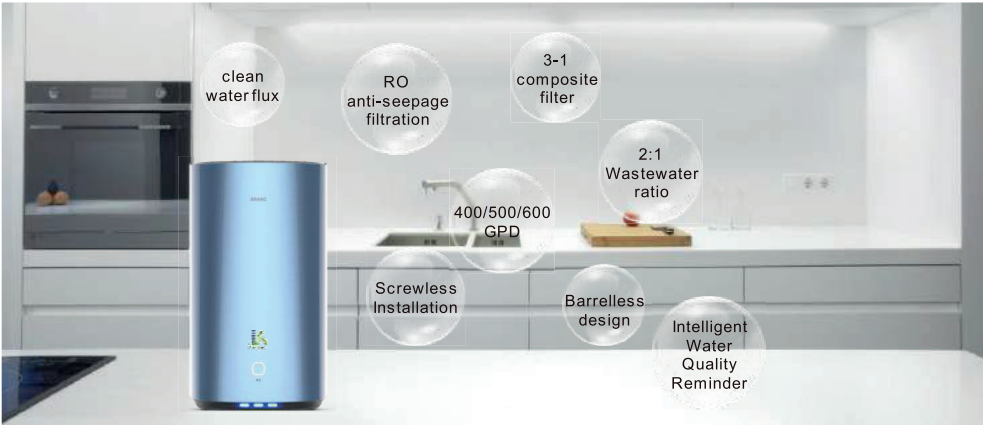 clean
water flux
RO
anti-seepage
filtration
3-1
composite
filter
2:1
Wastewater
ratio
400/500/600
GPD
Screwless
Installation
Barrelless
design
Intelligent
Water
Quality
Reminder